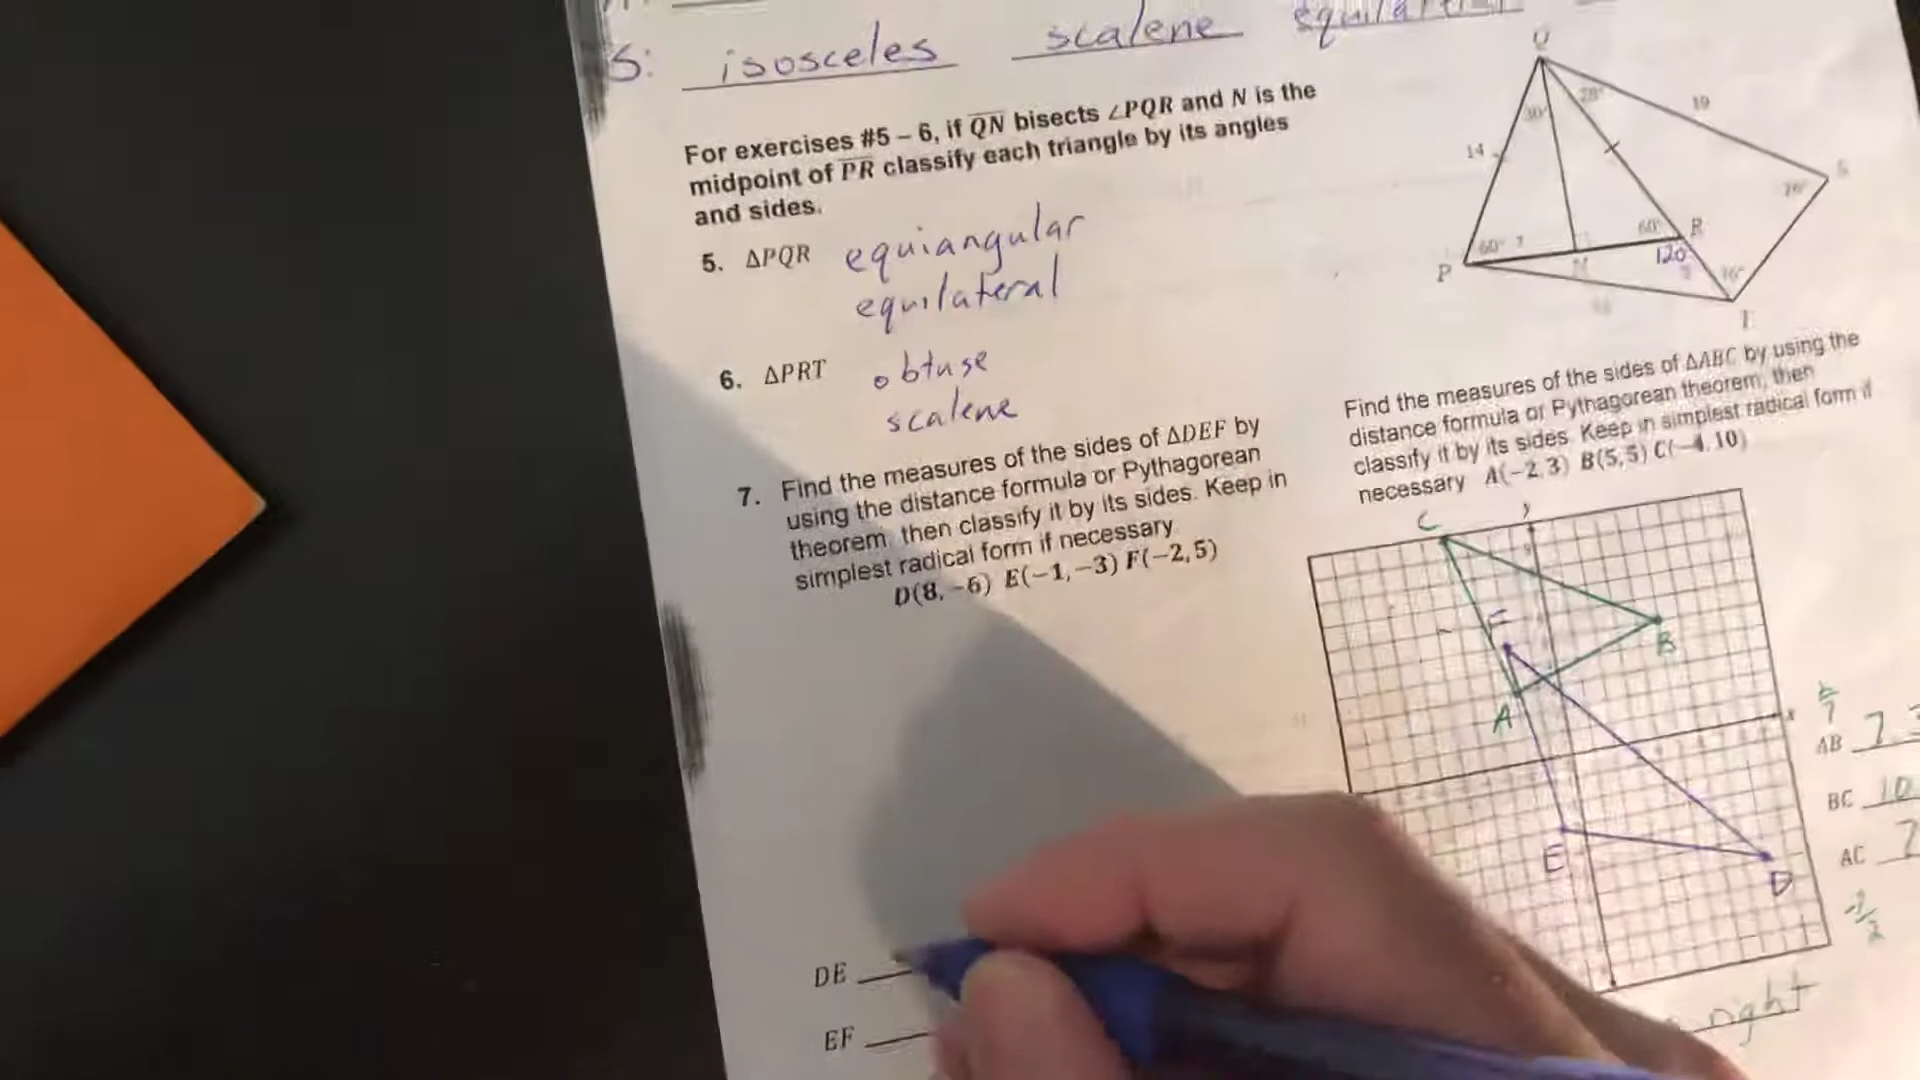 S: isosceles scalene
For exercises #5 – 6, if QN bisects ∠PQR and N is the
midpoint of PR classify each triangle by its angles
and sides.
5. ΔPQR equiangular
equilateral
6. ΔPRT obtuse
scalene
7. Find the measures of the sides of ΔDEF by
using the distance formula or Pythagorean
theorem, then classify it by its sides. Keep in
simplest radical form if necessary
D(8, −6) E(−1, −3) F(−2, 5)
DE
EF
14
30°
28°
19
S
60°
7
60°
R
P
120°
T
Find the measures of the sides of ΔABC by using the
distance formula or Pythagorean theorem, then
classify it by its sides. Keep in simplest radical form if
necessary A(−2, 3) B(5, 5) C(−4, 10)
C
y
B
A
x
E
D
AB
BC 10
AC
right